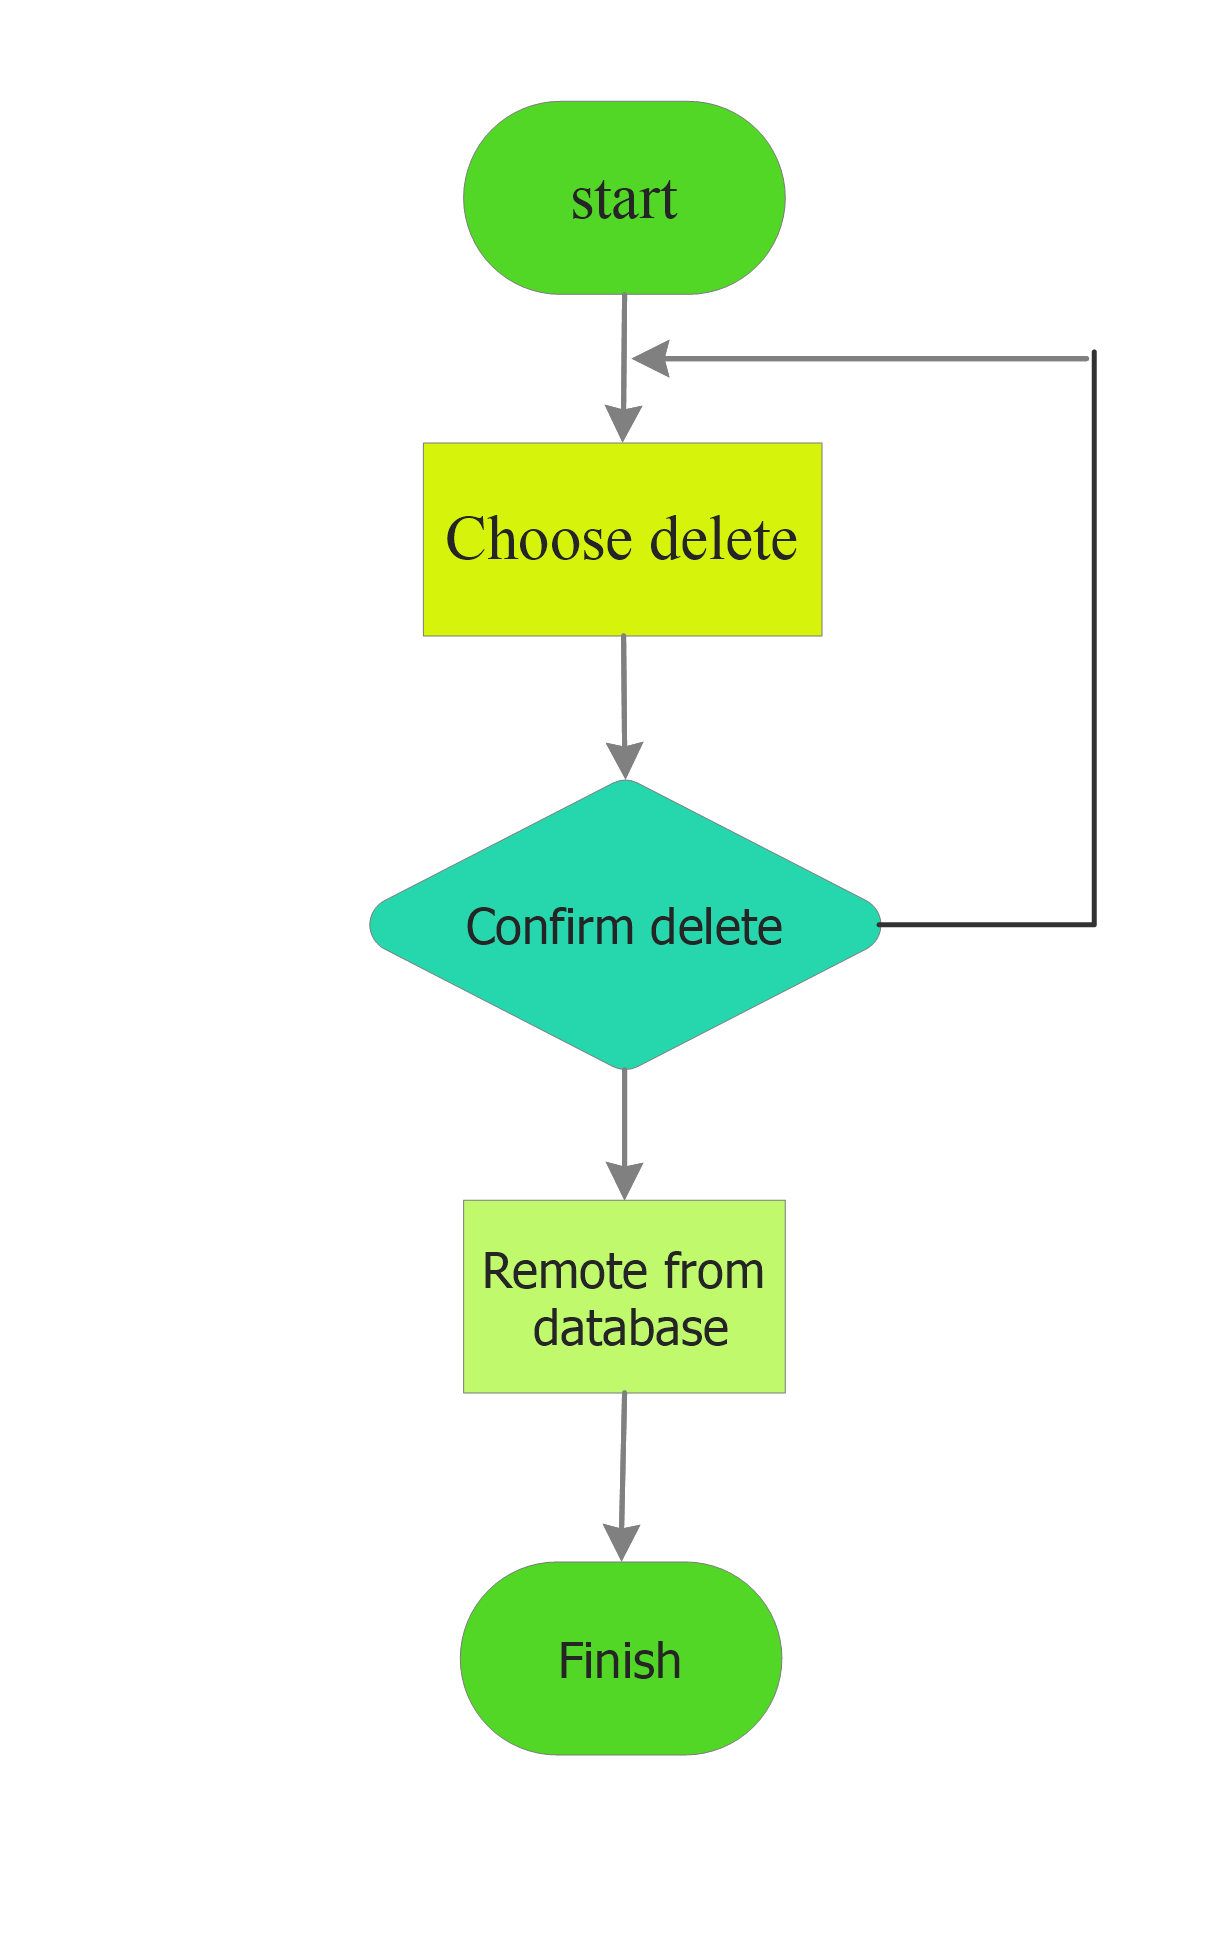 start
Choose delete
Confirm delete
Remote from
database
Finish